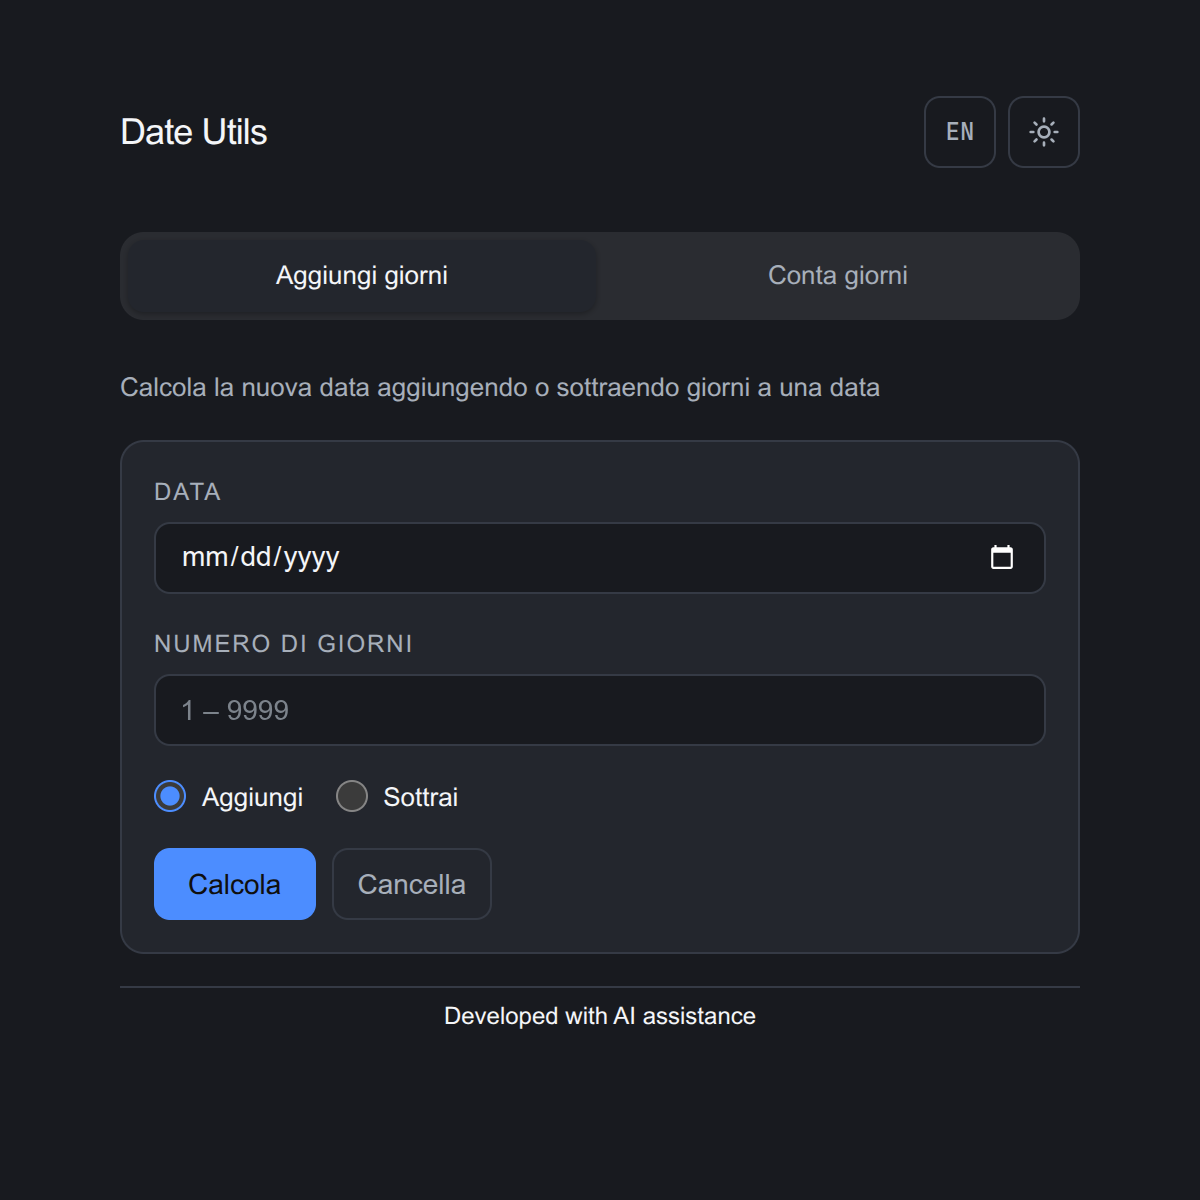 Date Utils
EN
Aggiungi giorni
Conta giorni
Calcola la nuova data aggiungendo o sottraendo giorni a una data
DATA
mm/dd/yyyy
NUMERO DI GIORNI
1 – 9999
Aggiungi
Sottrai
Calcola
Cancella
Developed with AI assistance